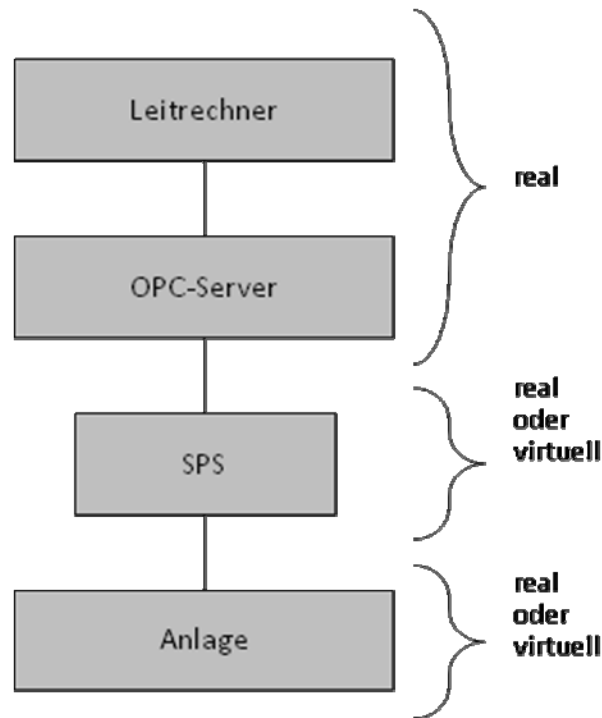 Leitrechner
real
OPC-Server
real
oder
virtuell
SPS
real
oder
virtuell
Anlage